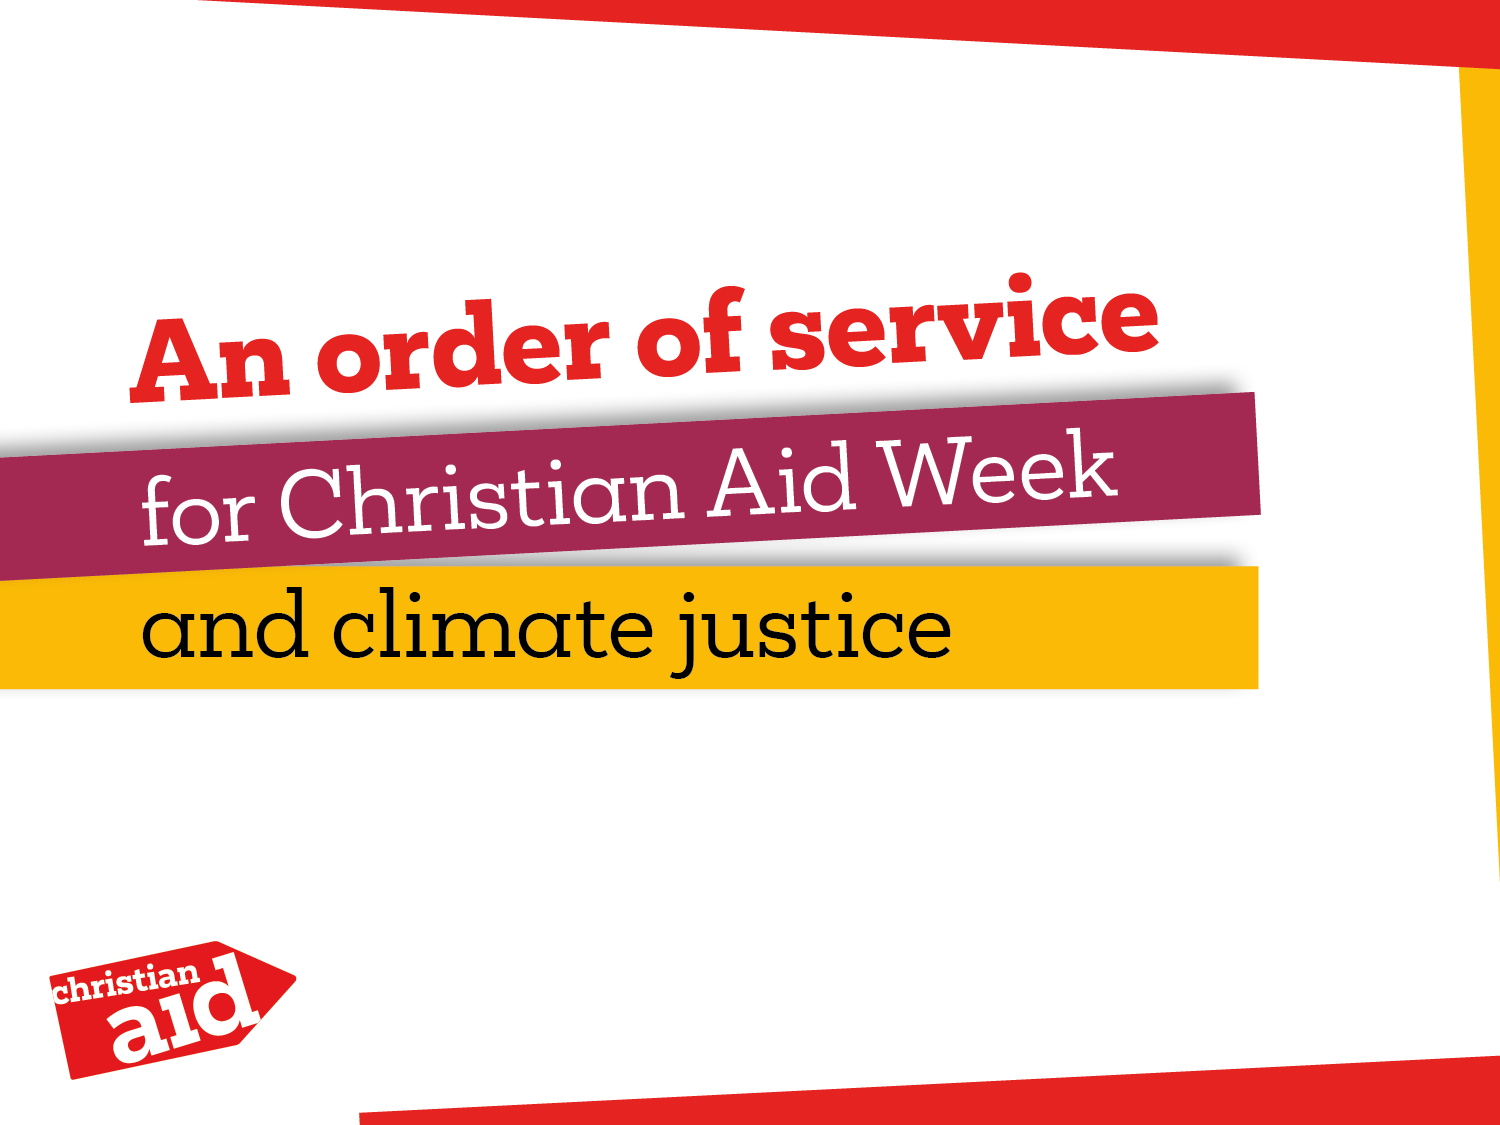 An order of service
for Christian Aid Week
and climate justice
christian
aid